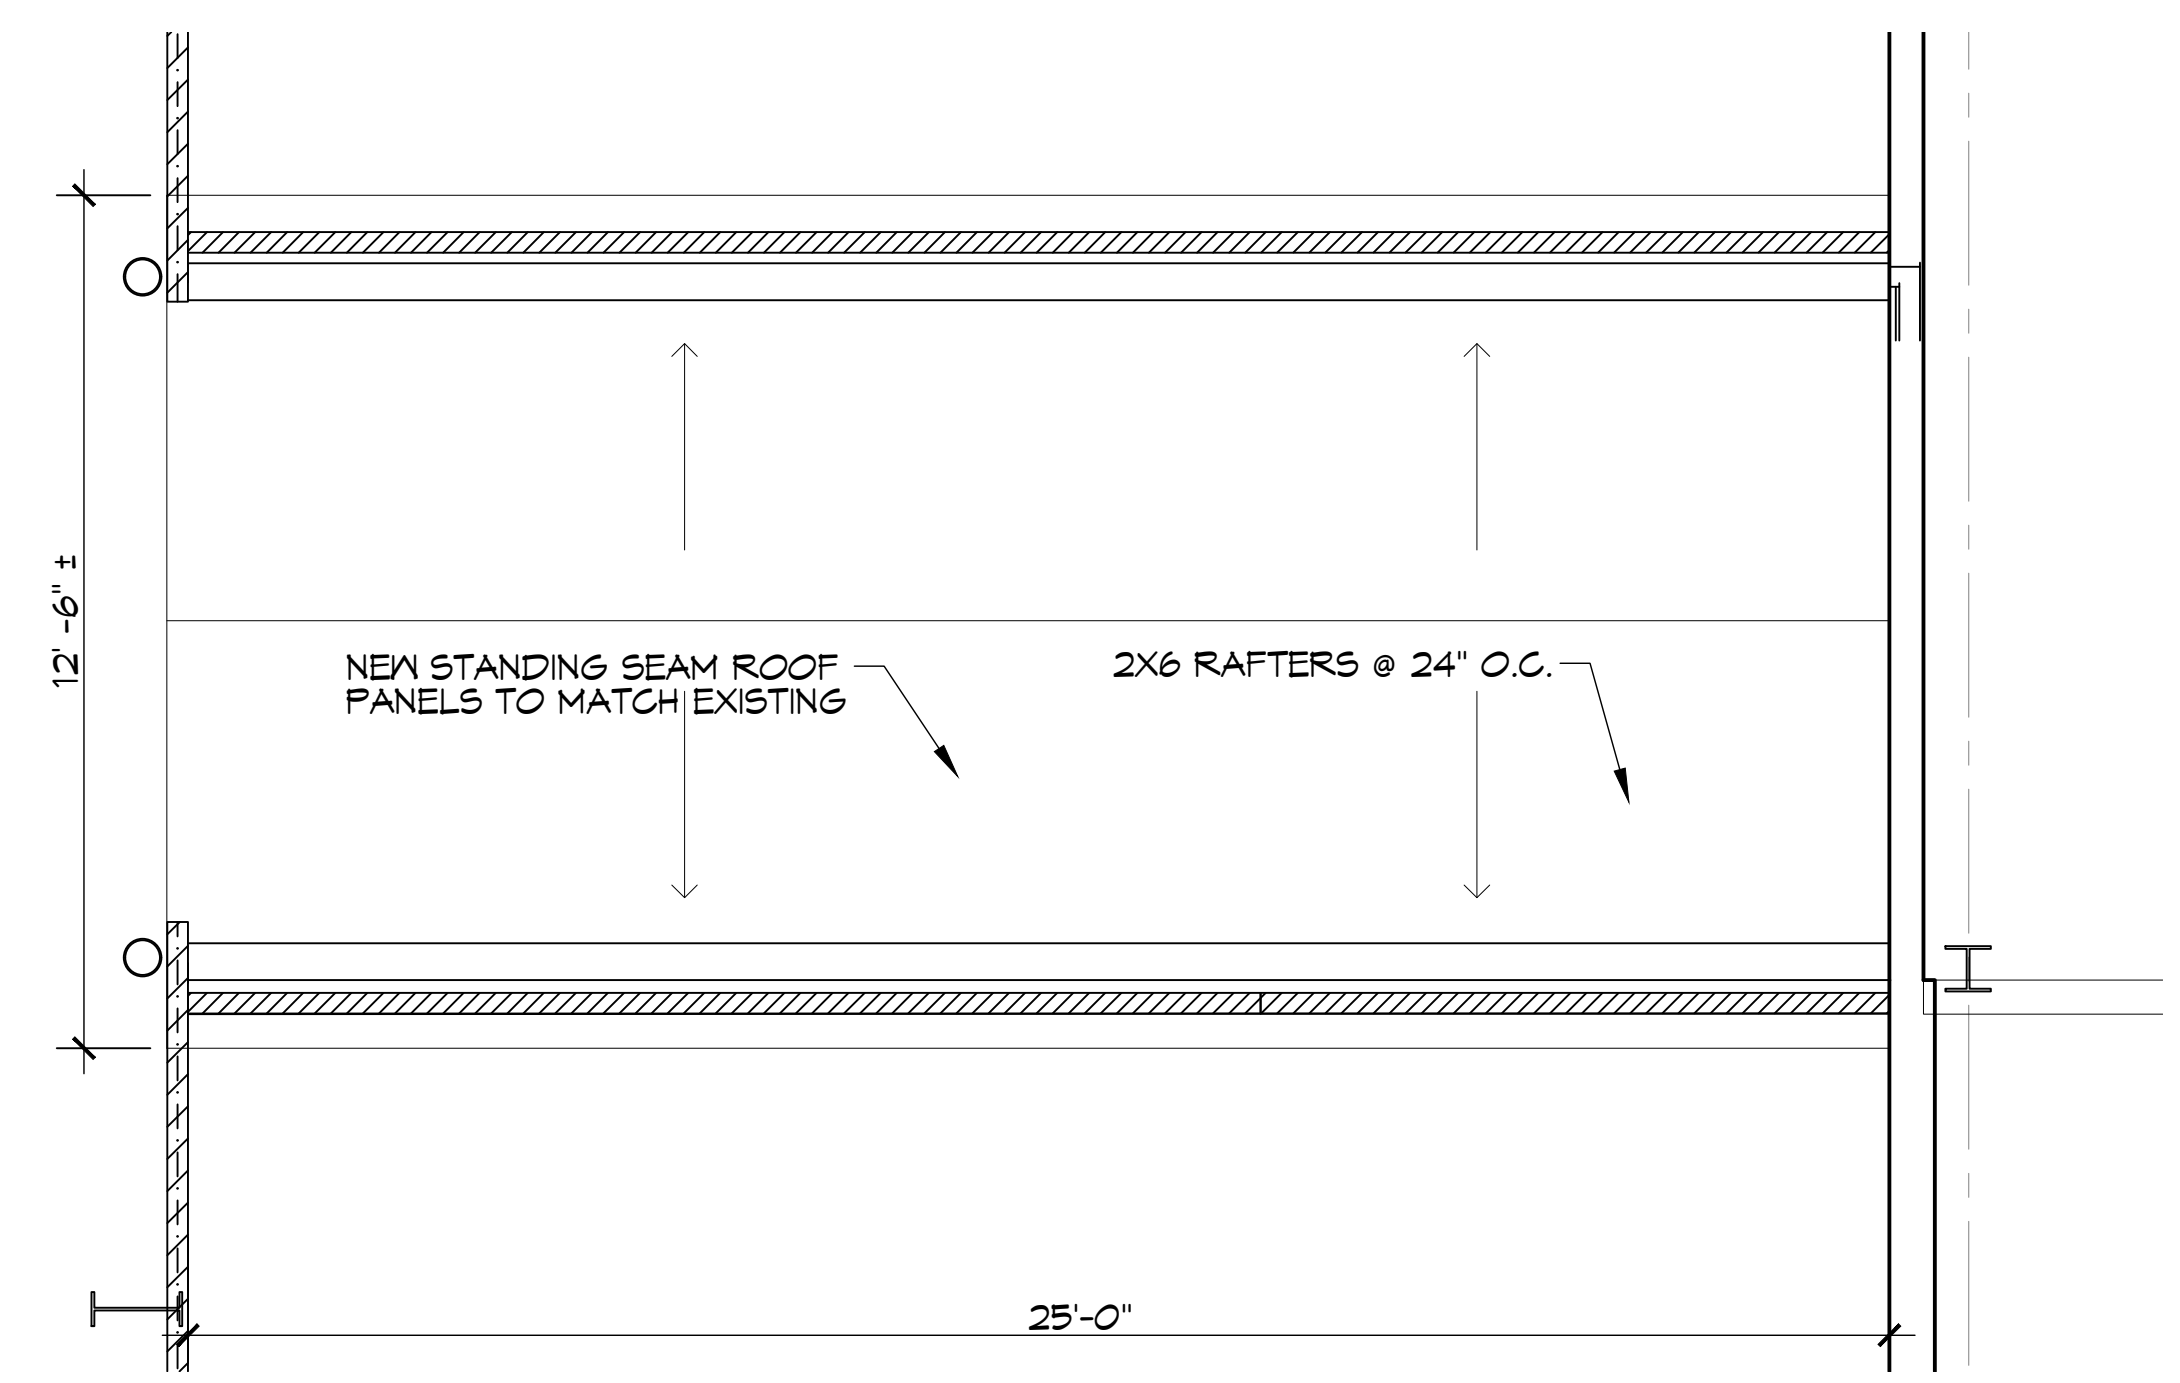 12' -6" ±
NEW STANDING SEAM ROOF
PANELS TO MATCH EXISTING
2X6 RAFTERS @ 24" O.C.
25'-0"